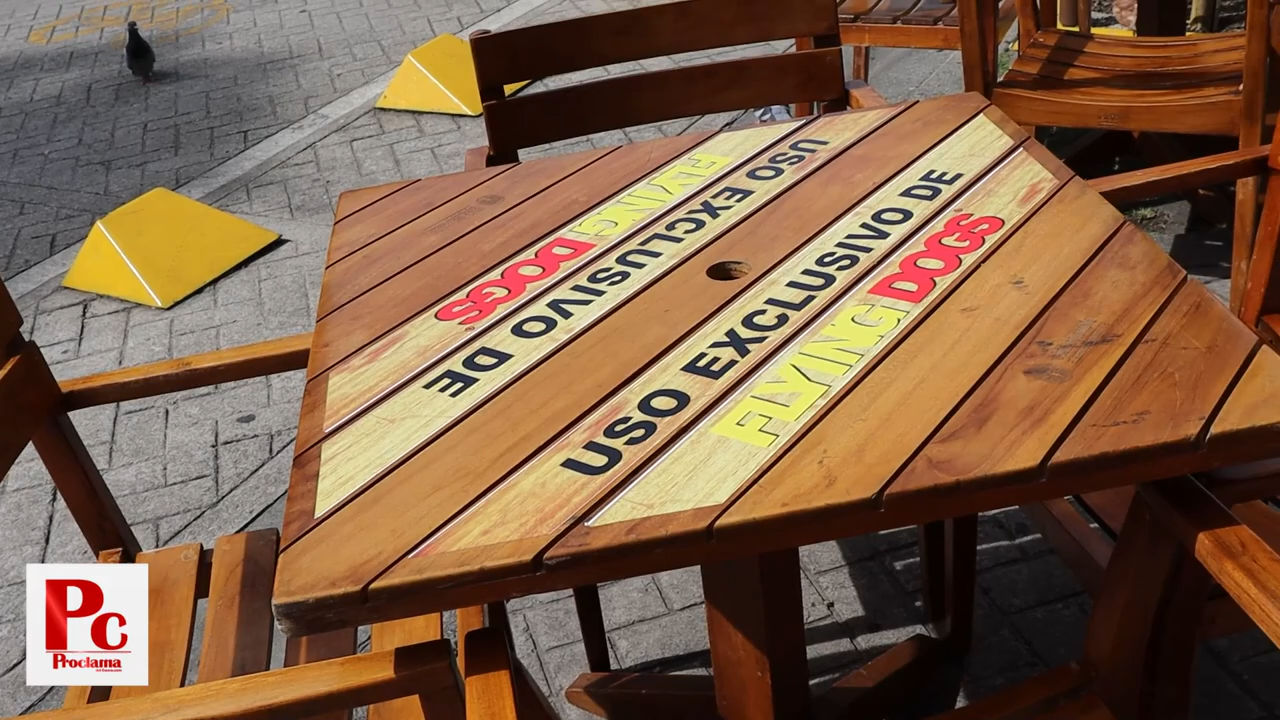 FLYING DOGS
USO EXCLUSIVO DE
USO EXCLUSIVO DE
FLYING DOGS
Pc
Proclama